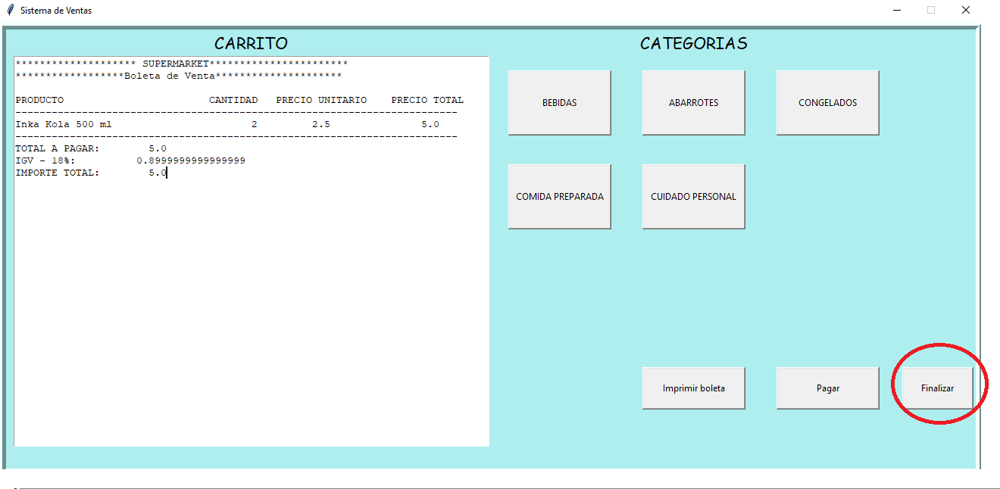 Sistema de Ventas
CARRITO
******************** SUPERMARKET***********************
******************Boleta de Venta*********************
PRODUCTO                        CANTIDAD   PRECIO UNITARIO    PRECIO TOTAL
-------------------------------------------------------------------------
Inka Kola 500 ml                       2         2.5               5.0
-------------------------------------------------------------------------
TOTAL A PAGAR:        5.0
IGV - 18%:          0.8999999999999999
IMPORTE TOTAL:        5.0
CATEGORIAS
BEBIDAS
ABARROTES
CONGELADOS
COMIDA PREPARADA
CUIDADO PERSONAL
Imprimir boleta
Pagar
Finalizar